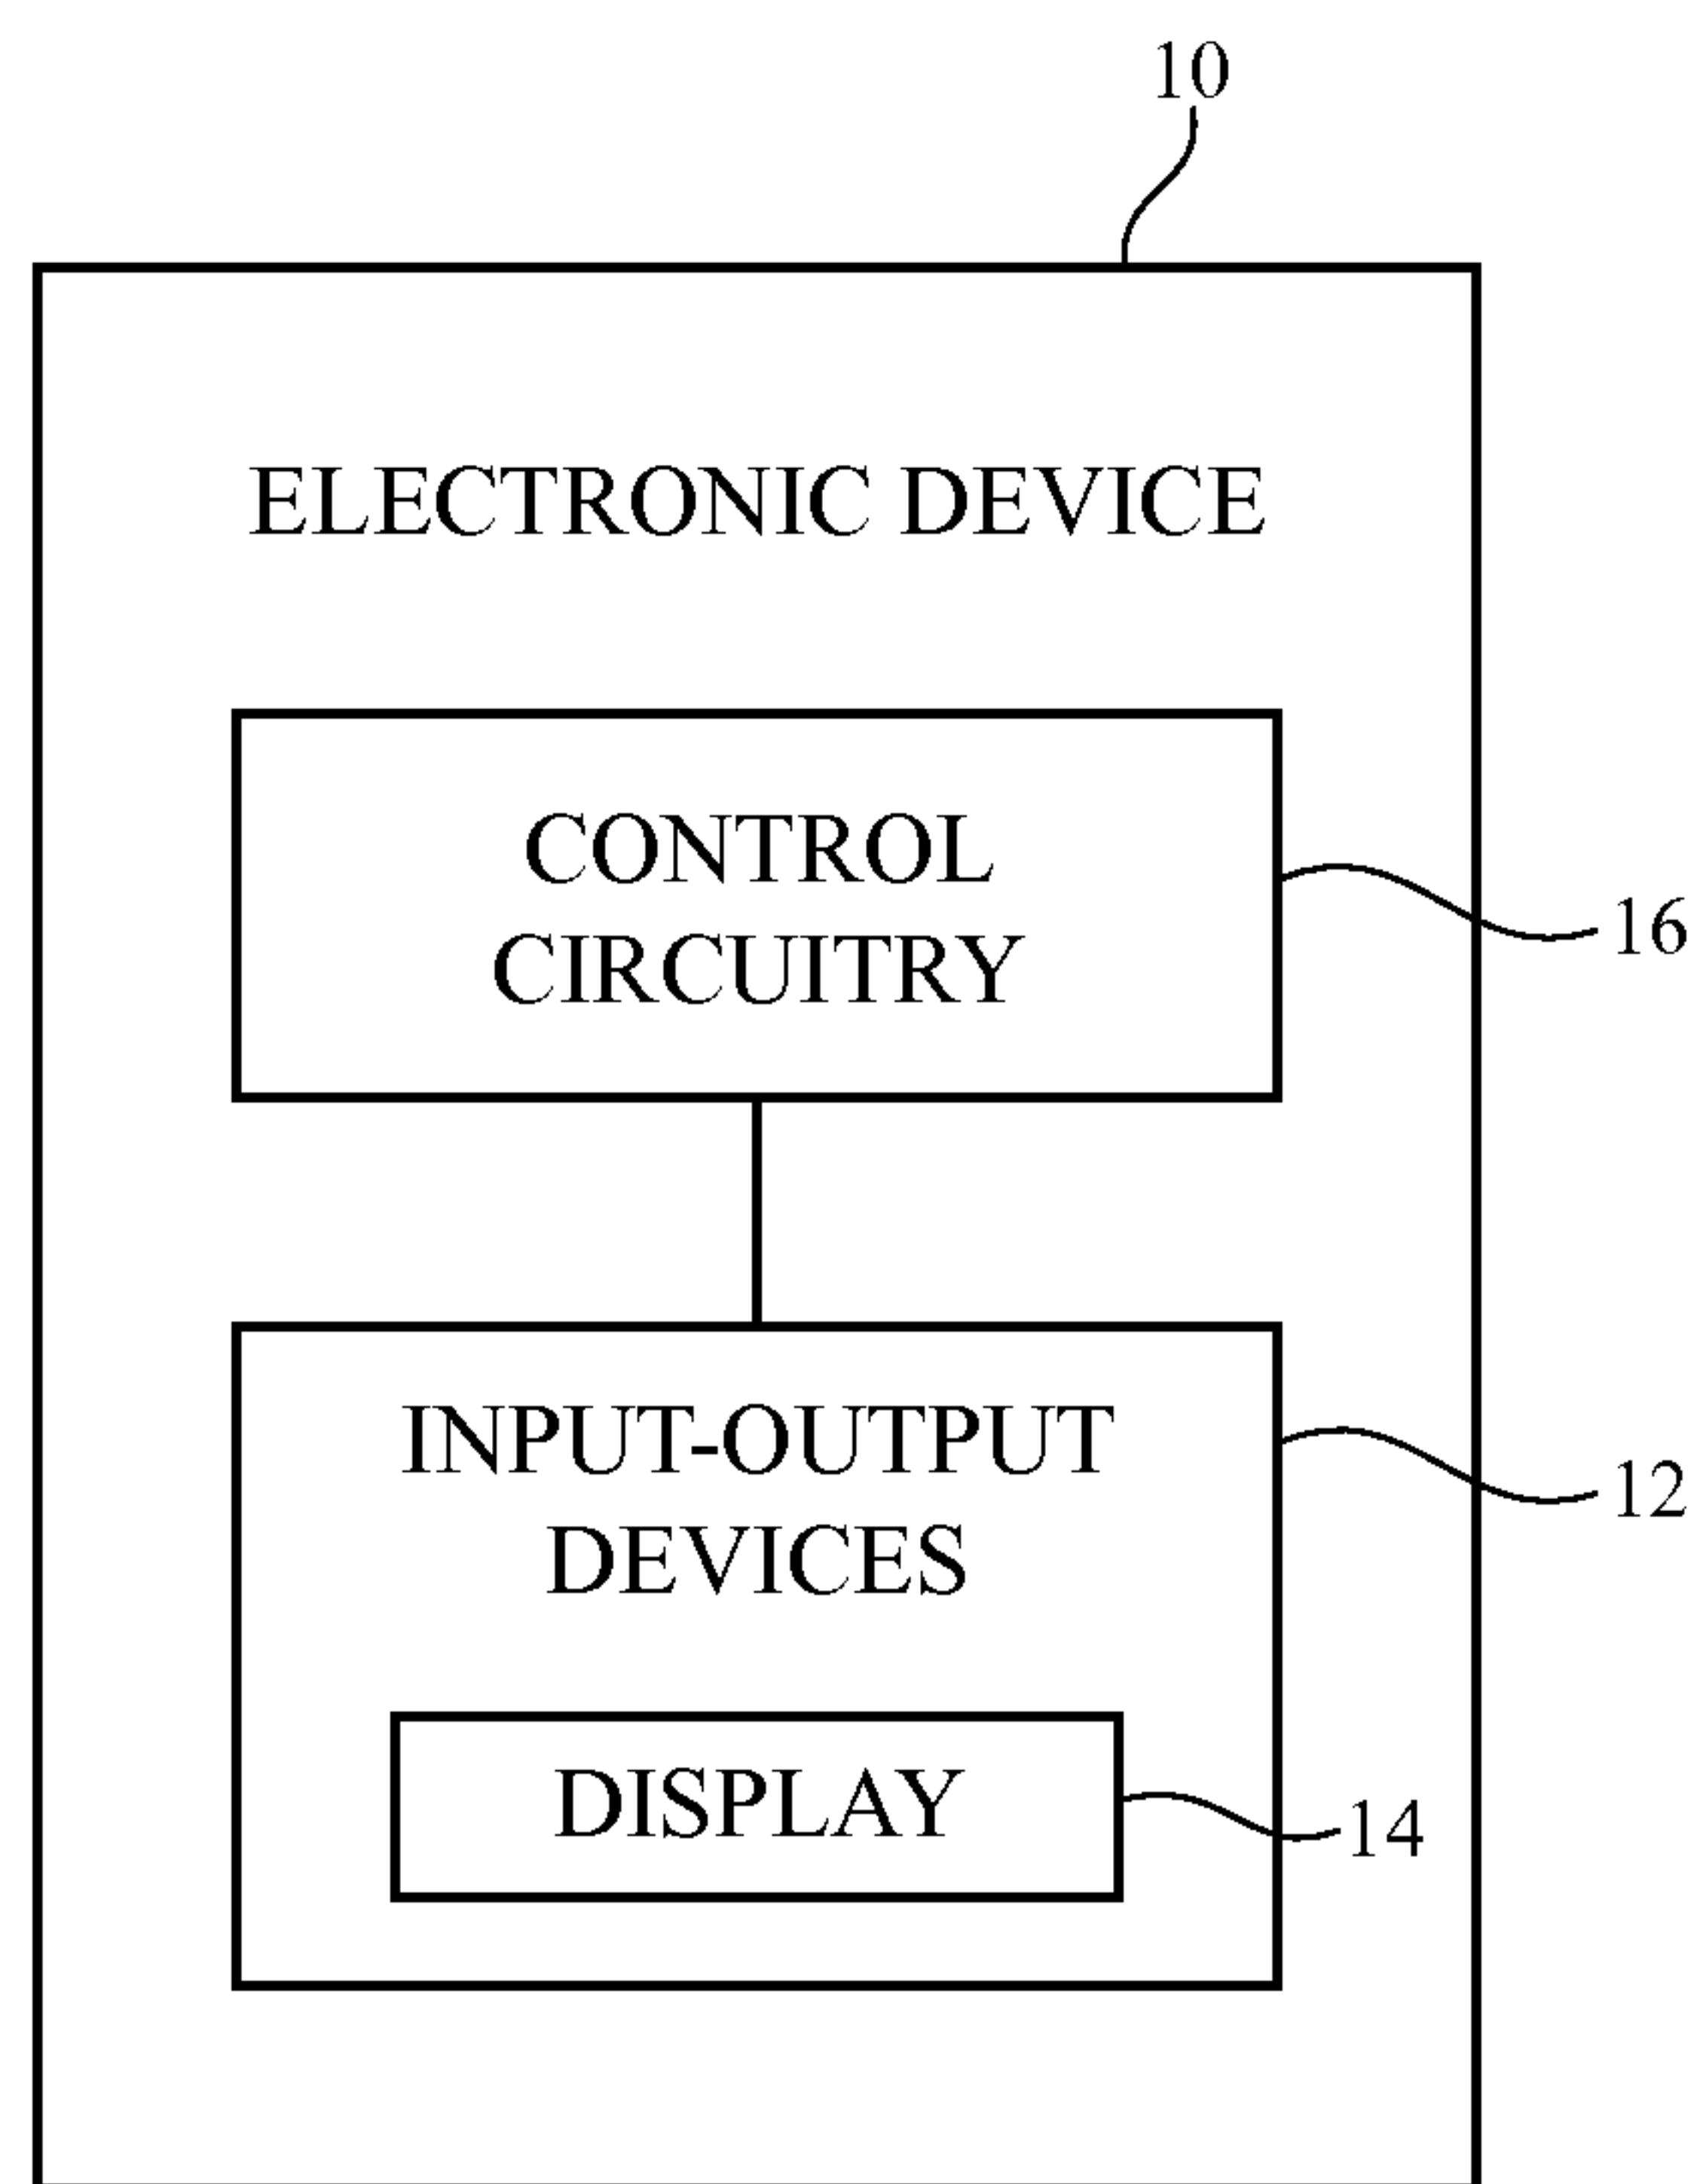 10
ELECTRONIC DEVICE
CONTROL
CIRCUITRY
16
INPUT-OUTPUT
DEVICES
12
DISPLAY
14